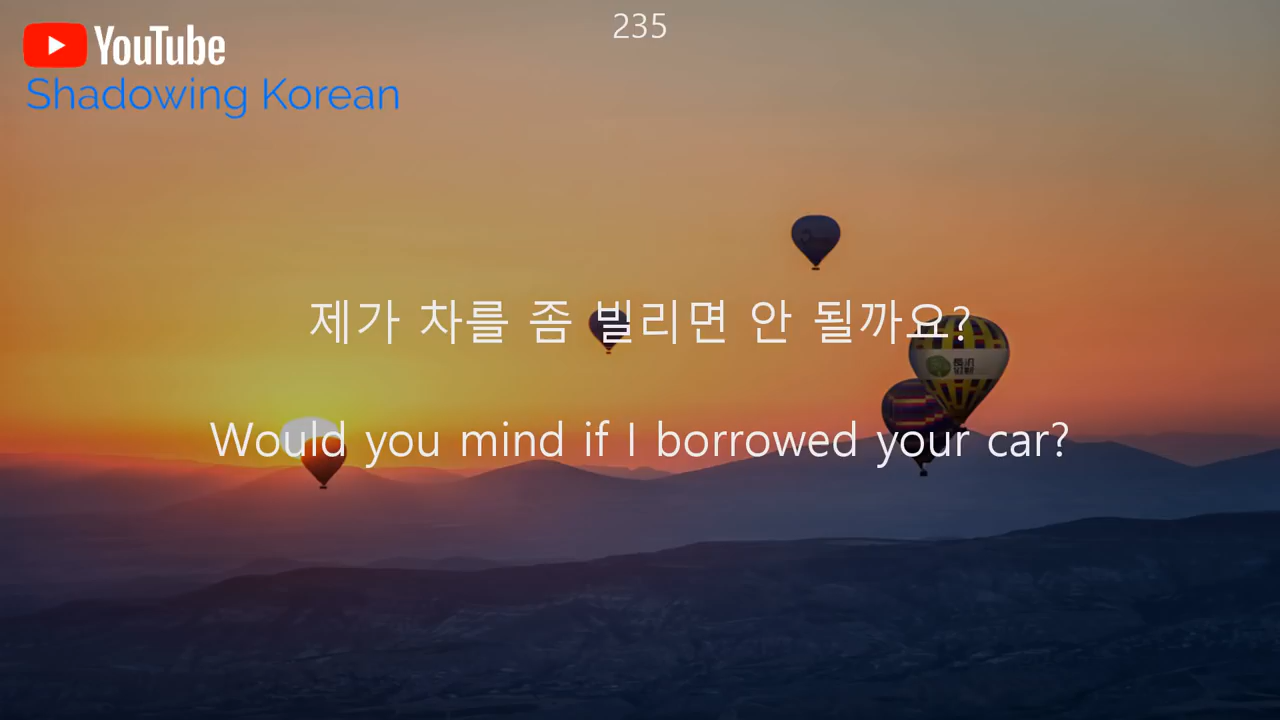 235
YouTube
Shadowing Korean
제가 차를 좀 빌리면 안 될까요?
Would you mind if I borrowed your car?